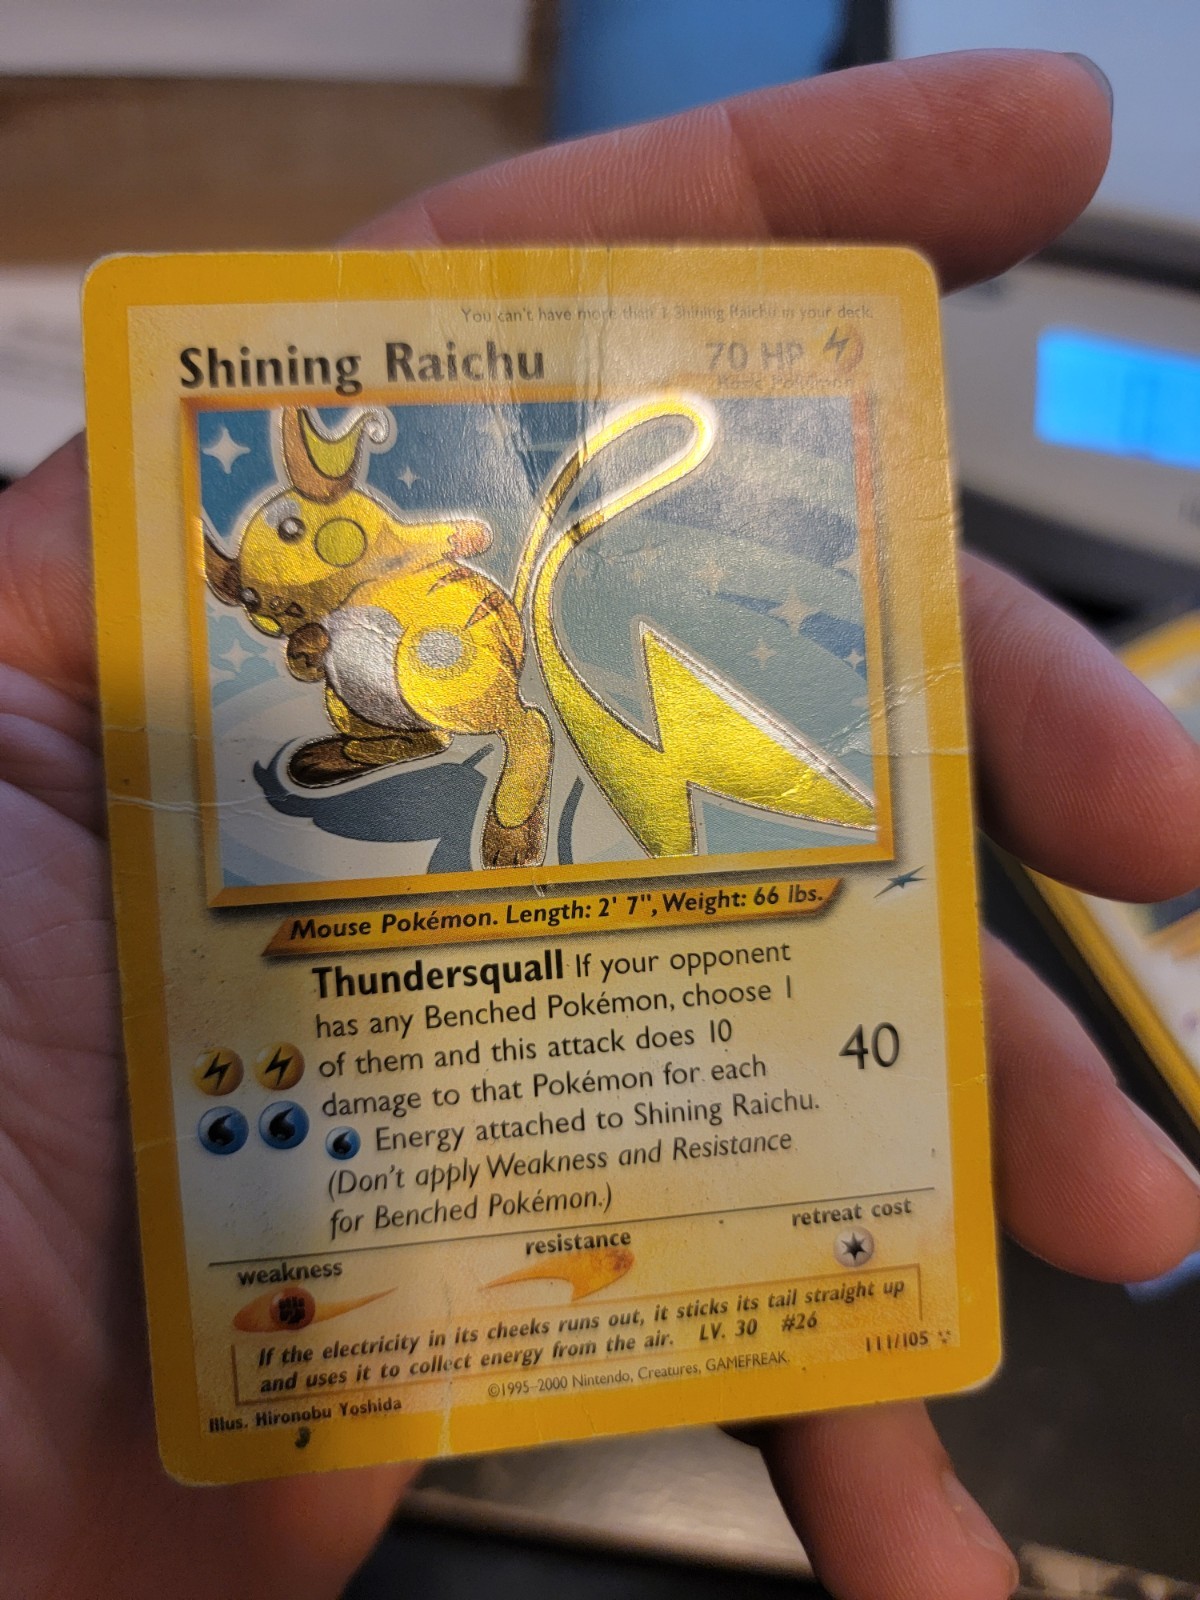 You can't have more than 1 Shining Raichu in your deck.
Shining Raichu
70 HP
Basic Pokémon
Mouse Pokémon. Length: 2' 7", Weight: 66 lbs.
Thundersquall If your opponent
has any Benched Pokémon, choose 1
of them and this attack does 10
damage to that Pokémon for each
Energy attached to Shining Raichu.
(Don't apply Weakness and Resistance
for Benched Pokémon.)
40
weakness
resistance
retreat cost
If the electricity in its cheeks runs out, it sticks its tail straight up
and uses it to collect energy from the air. LV. 30 #26
111/105
Illus. Hironobu Yoshida
©1995-2000 Nintendo, Creatures, GAMEFREAK.